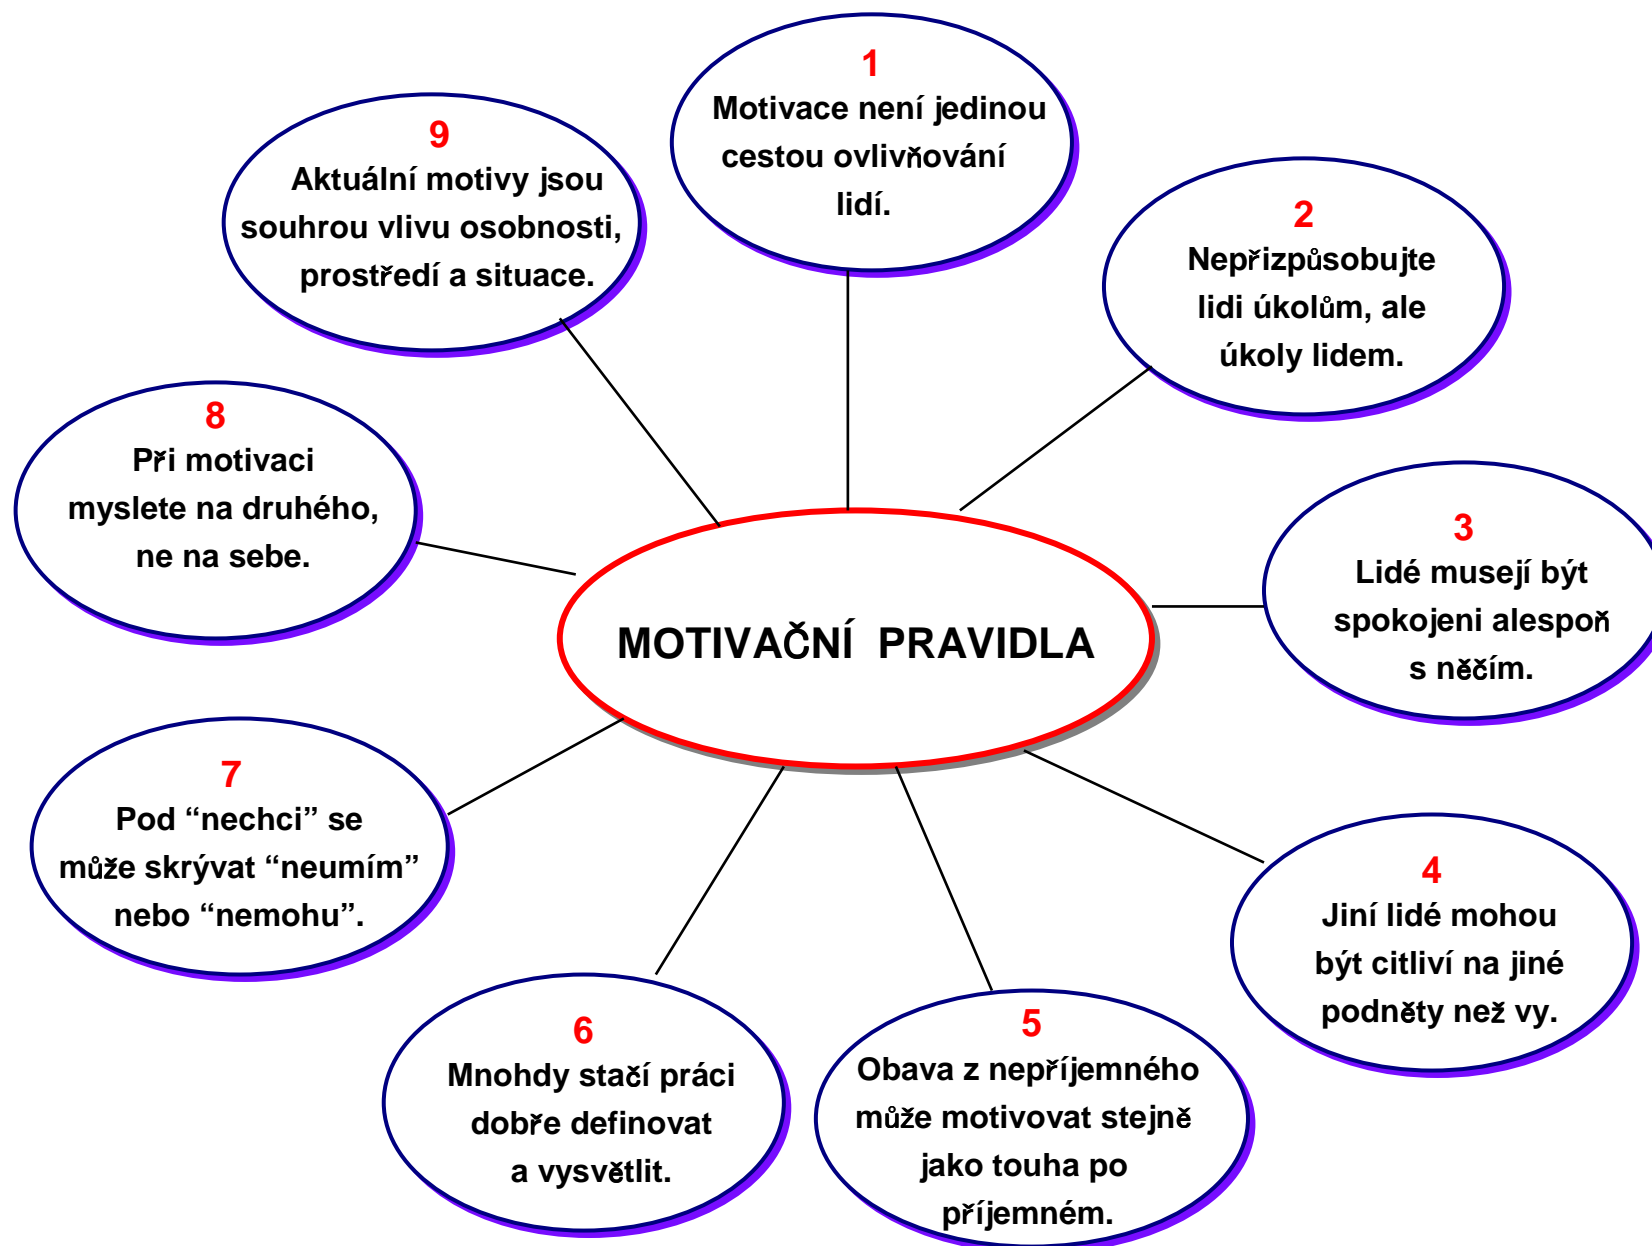 1
Motivace není jedinou
cestou ovlivňování
lidí.
2
Nepřizpůsobujte
lidi úkolům, ale
úkoly lidem.
3
Lidé musejí být
spokojeni alespoň
s něčím.
4
Jiní lidé mohou
být citliví na jiné
podněty než vy.
5
Obava z nepříjemného
může motivovat stejně
jako touha po
příjemném.
6
Mnohdy stačí práci
dobře definovat
a vysvětlit.
7
Pod “nechci” se
může skrývat “neumím”
nebo “nemohu”.
8
Při motivaci
myslete na druhého,
ne na sebe.
9
Aktuální motivy jsou
souhrou vlivu osobnosti,
prostředí a situace.
MOTIVAČNÍ PRAVIDLA